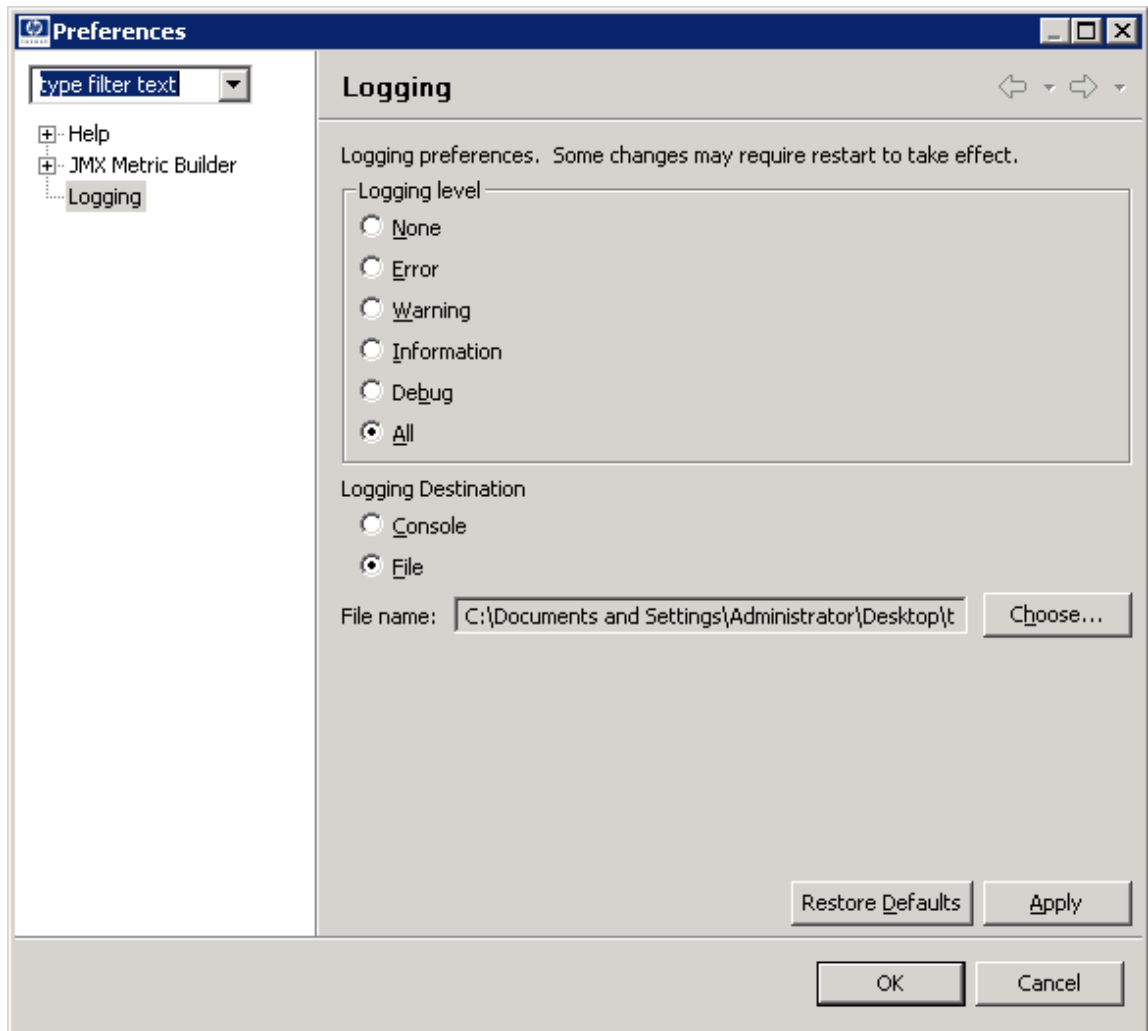 Preferences
type filter text
Help
JMX Metric Builder
Logging
Logging
Logging preferences. Some changes may require restart to take effect.
Logging level
None
Error
Warning
Information
Debug
All
Logging Destination
Console
File
File name: C:\Documents and Settings\Administrator\Desktop\t Choose...
Restore Defaults Apply
OK Cancel